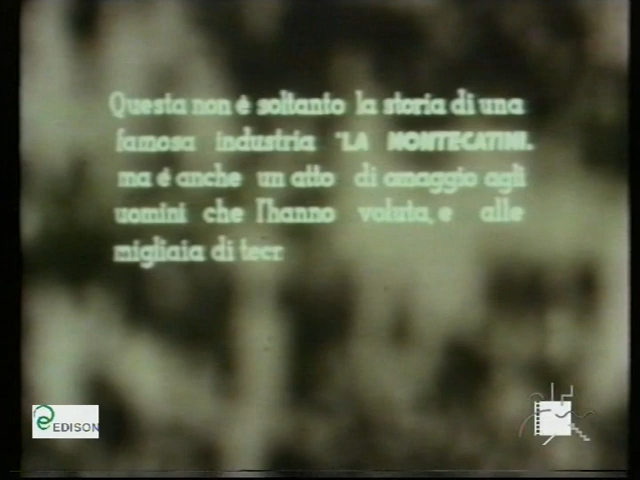 Questa non è soltanto la storia di una
famosa industria "LA MONTECATINI.
ma é anche un atto di omaggio agli
uomini che l'hanno voluta, e alle
migliaia di tecr
EDISON